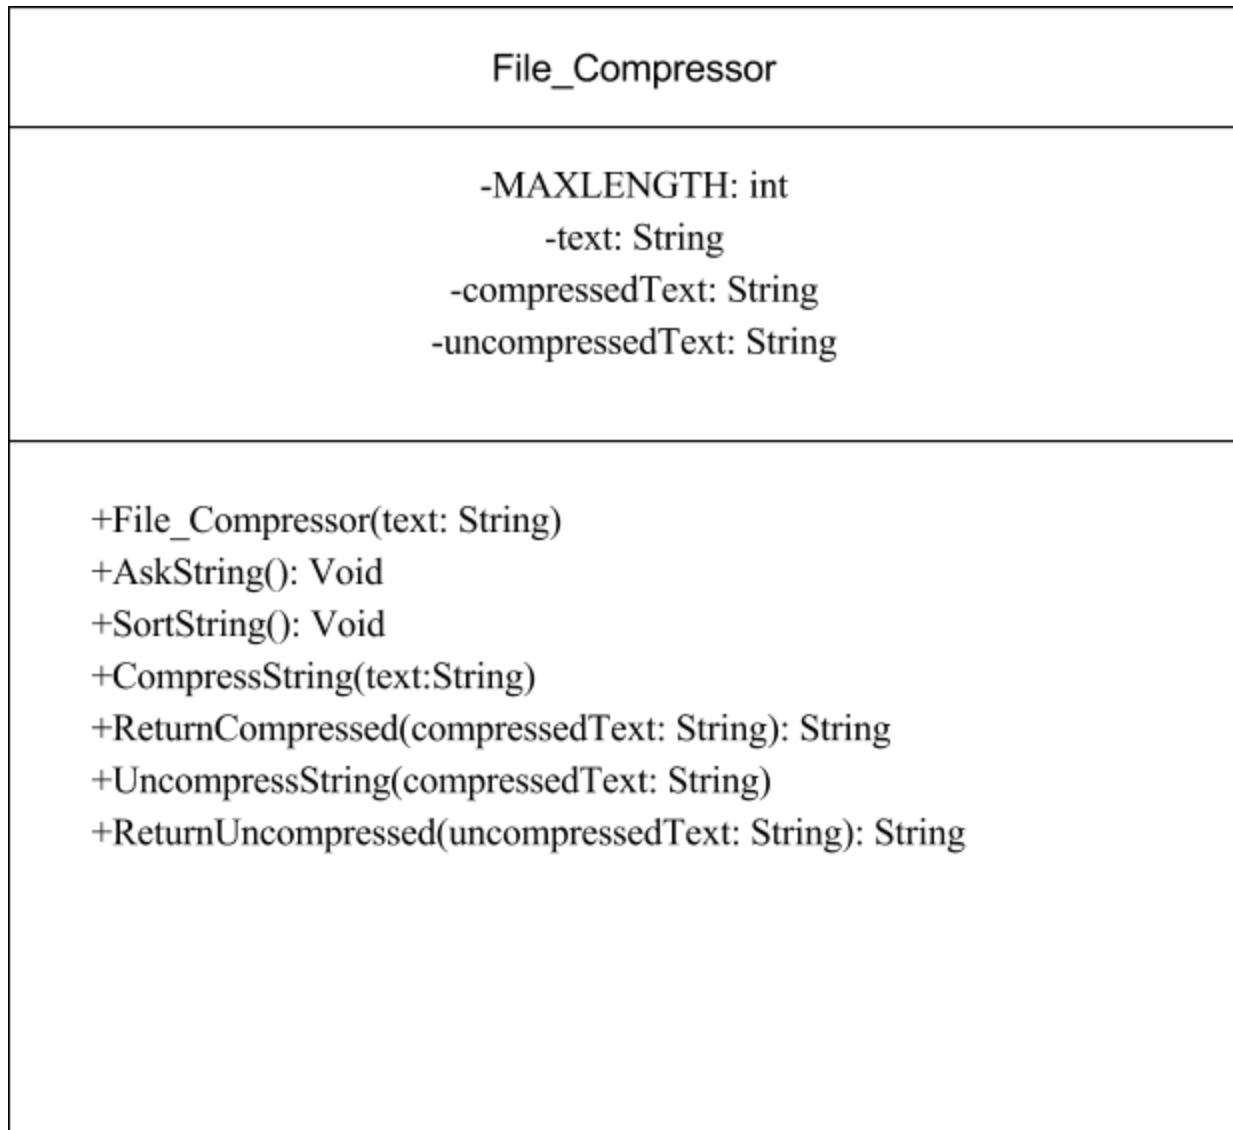 File_Compressor
-MAXLENGTH: int
-text: String
-compressedText: String
-uncompressedText: String
+File_Compressor(text: String)
+AskString(): Void
+SortString(): Void
+CompressString(text:String)
+ReturnCompressed(compressedText: String): String
+UncompressString(compressedText: String)
+ReturnUncompressed(uncompressedText: String): String